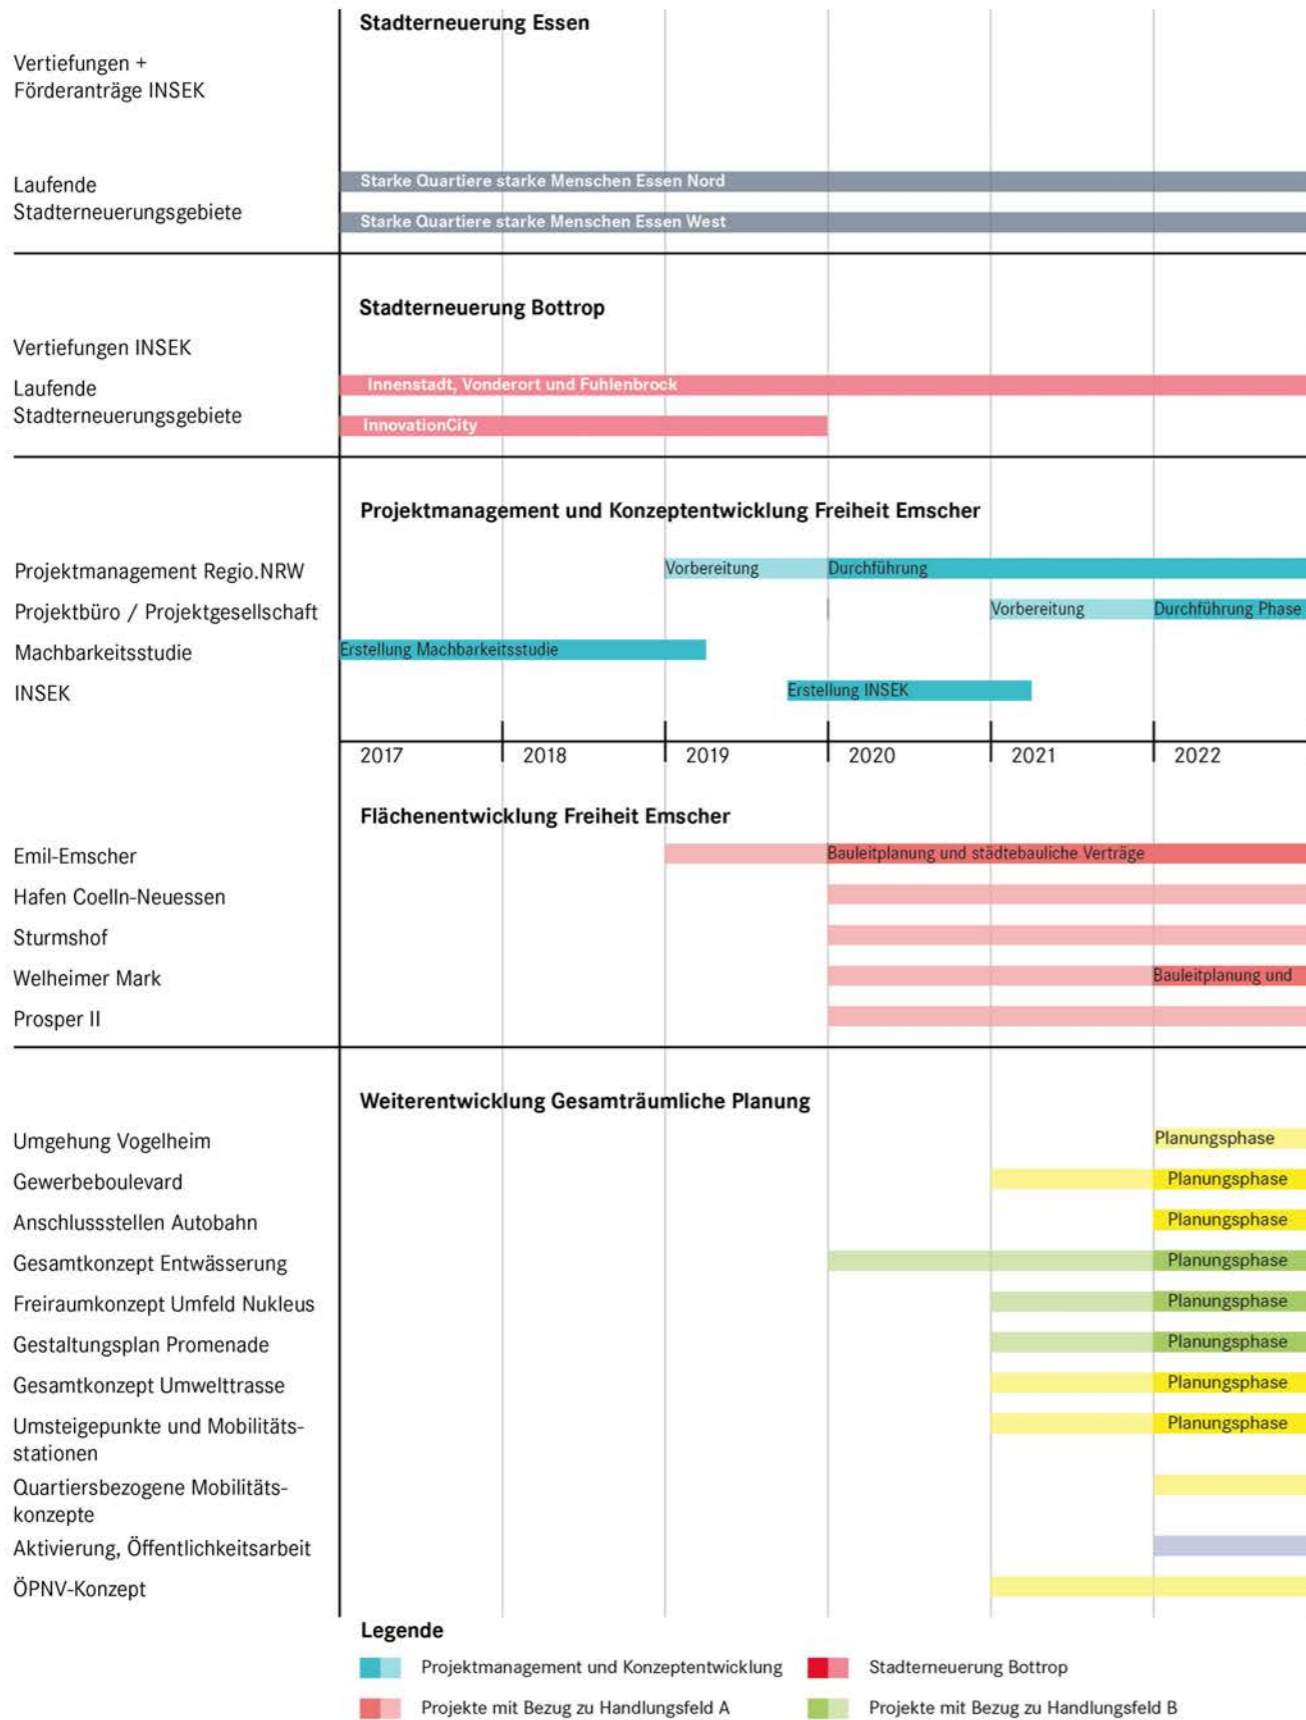 Stadterneuerung Essen
Vertiefungen +
Förderanträge INSEK
Laufende
Stadterneuerungsgebiete
Starke Quartiere starke Menschen Essen Nord
Starke Quartiere starke Menschen Essen West
Stadterneuerung Bottrop
Vertiefungen INSEK
Laufende
Stadterneuerungsgebiete
Innenstadt, Vonderort und Fuhlenbrock
InnovationCity
Projektmanagement und Konzeptentwicklung Freiheit Emscher
Projektmanagement Regio.NRW
Vorbereitung
Durchführung
Projektbüro / Projektgesellschaft
Vorbereitung
Durchführung Phase
Machbarkeitsstudie
Erstellung Machbarkeitsstudie
INSEK
Erstellung INSEK
2017
2018
2019
2020
2021
2022
Flächenentwicklung Freiheit Emscher
Emil-Emscher
Bauleitplanung und städtebauliche Verträge
Hafen Coelln-Neuessen
Sturmshof
Welheimer Mark
Bauleitplanung und
Prosper II
Weiterentwicklung Gesamträumliche Planung
Umgehung Vogelheim
Planungsphase
Gewerbeboulevard
Planungsphase
Anschlussstellen Autobahn
Planungsphase
Gesamtkonzept Entwässerung
Planungsphase
Freiraumkonzept Umfeld Nukleus
Planungsphase
Gestaltungsplan Promenade
Planungsphase
Gesamtkonzept Umwelttrasse
Planungsphase
Umsteigepunkte und Mobilitäts-
stationen
Planungsphase
Quartiersbezogene Mobilitäts-
konzepte
Aktivierung, Öffentlichkeitsarbeit
ÖPNV-Konzept
Legende
Projektmanagement und Konzeptentwicklung
Stadterneuerung Bottrop
Projekte mit Bezug zu Handlungsfeld A
Projekte mit Bezug zu Handlungsfeld B